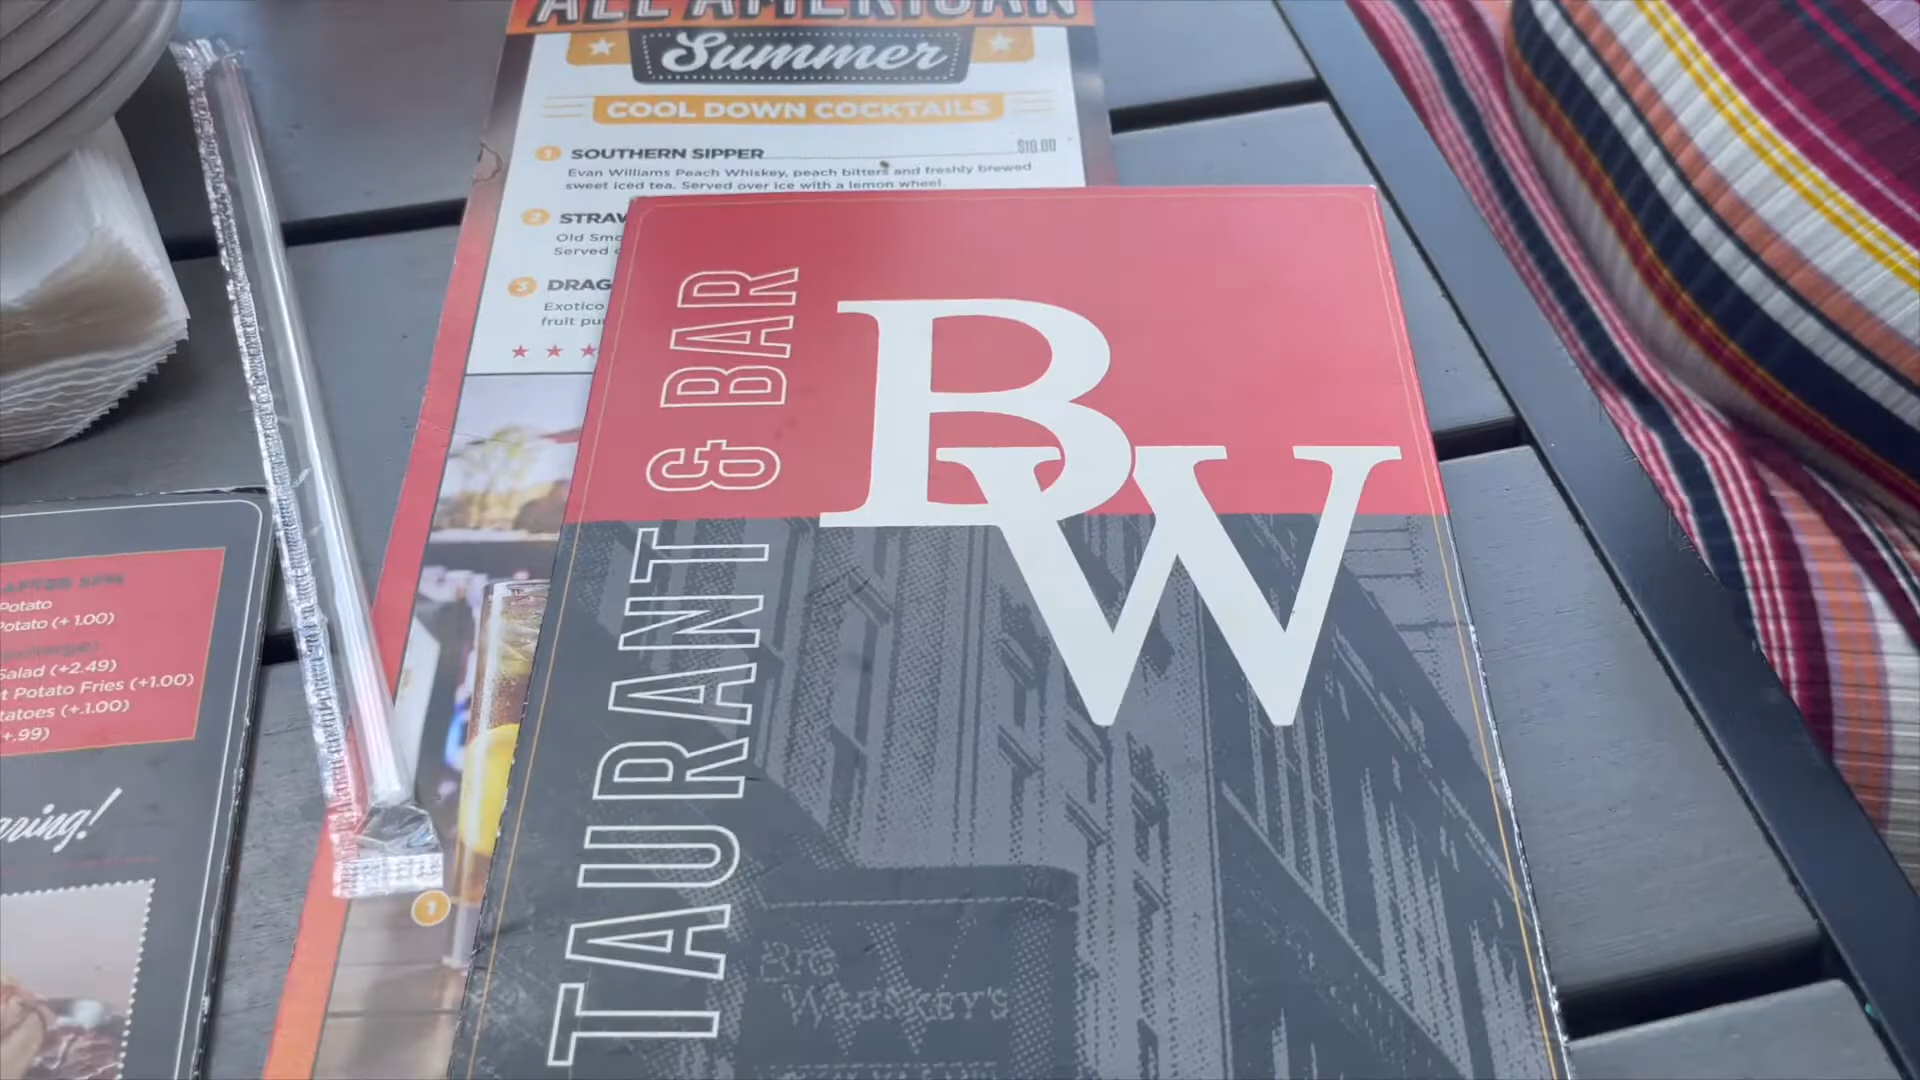 ALL AMERICAN
Summer
COOL DOWN COCKTAILS
1 SOUTHERN SIPPER $10.00
Evan Williams Peach Whiskey, peach bitters and freshly brewed
sweet iced tea. Served over ice with a lemon wheel.
2 STRAW
Old Smo
Served
3 DRAG
Exotico
fruit pu
1
BW
TAURANT & BAR
BIG
WHISKEY'S
AFTER 5PM
Potato
Potato (+ 1.00)
Salad (+2.49)
t Potato Fries (+1.00)
tatoes (+.1.00)
(+.99)
aring!